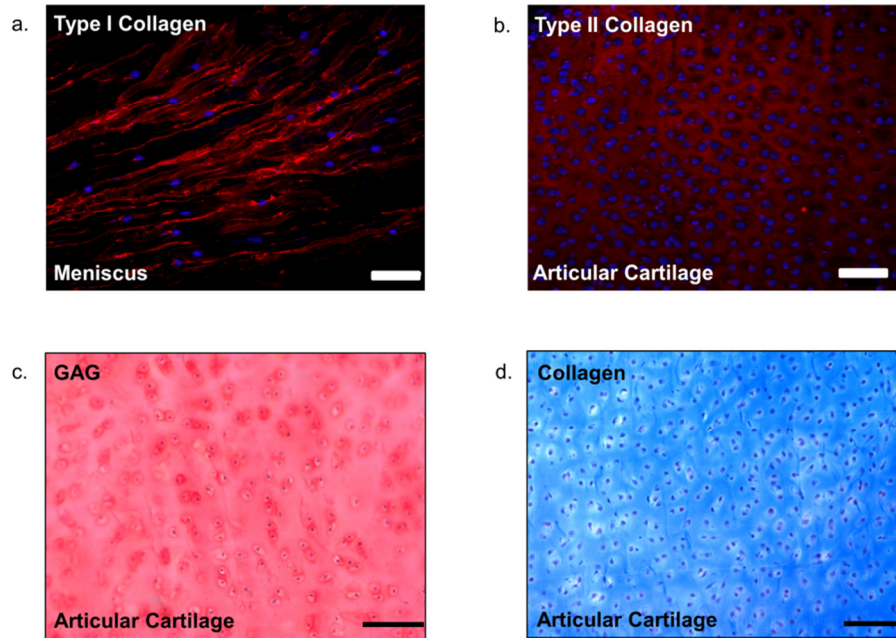 a.
Type I Collagen
Meniscus
b.
Type II Collagen
Articular Cartilage
c.
GAG
Articular Cartilage
d.
Collagen
Articular Cartilage